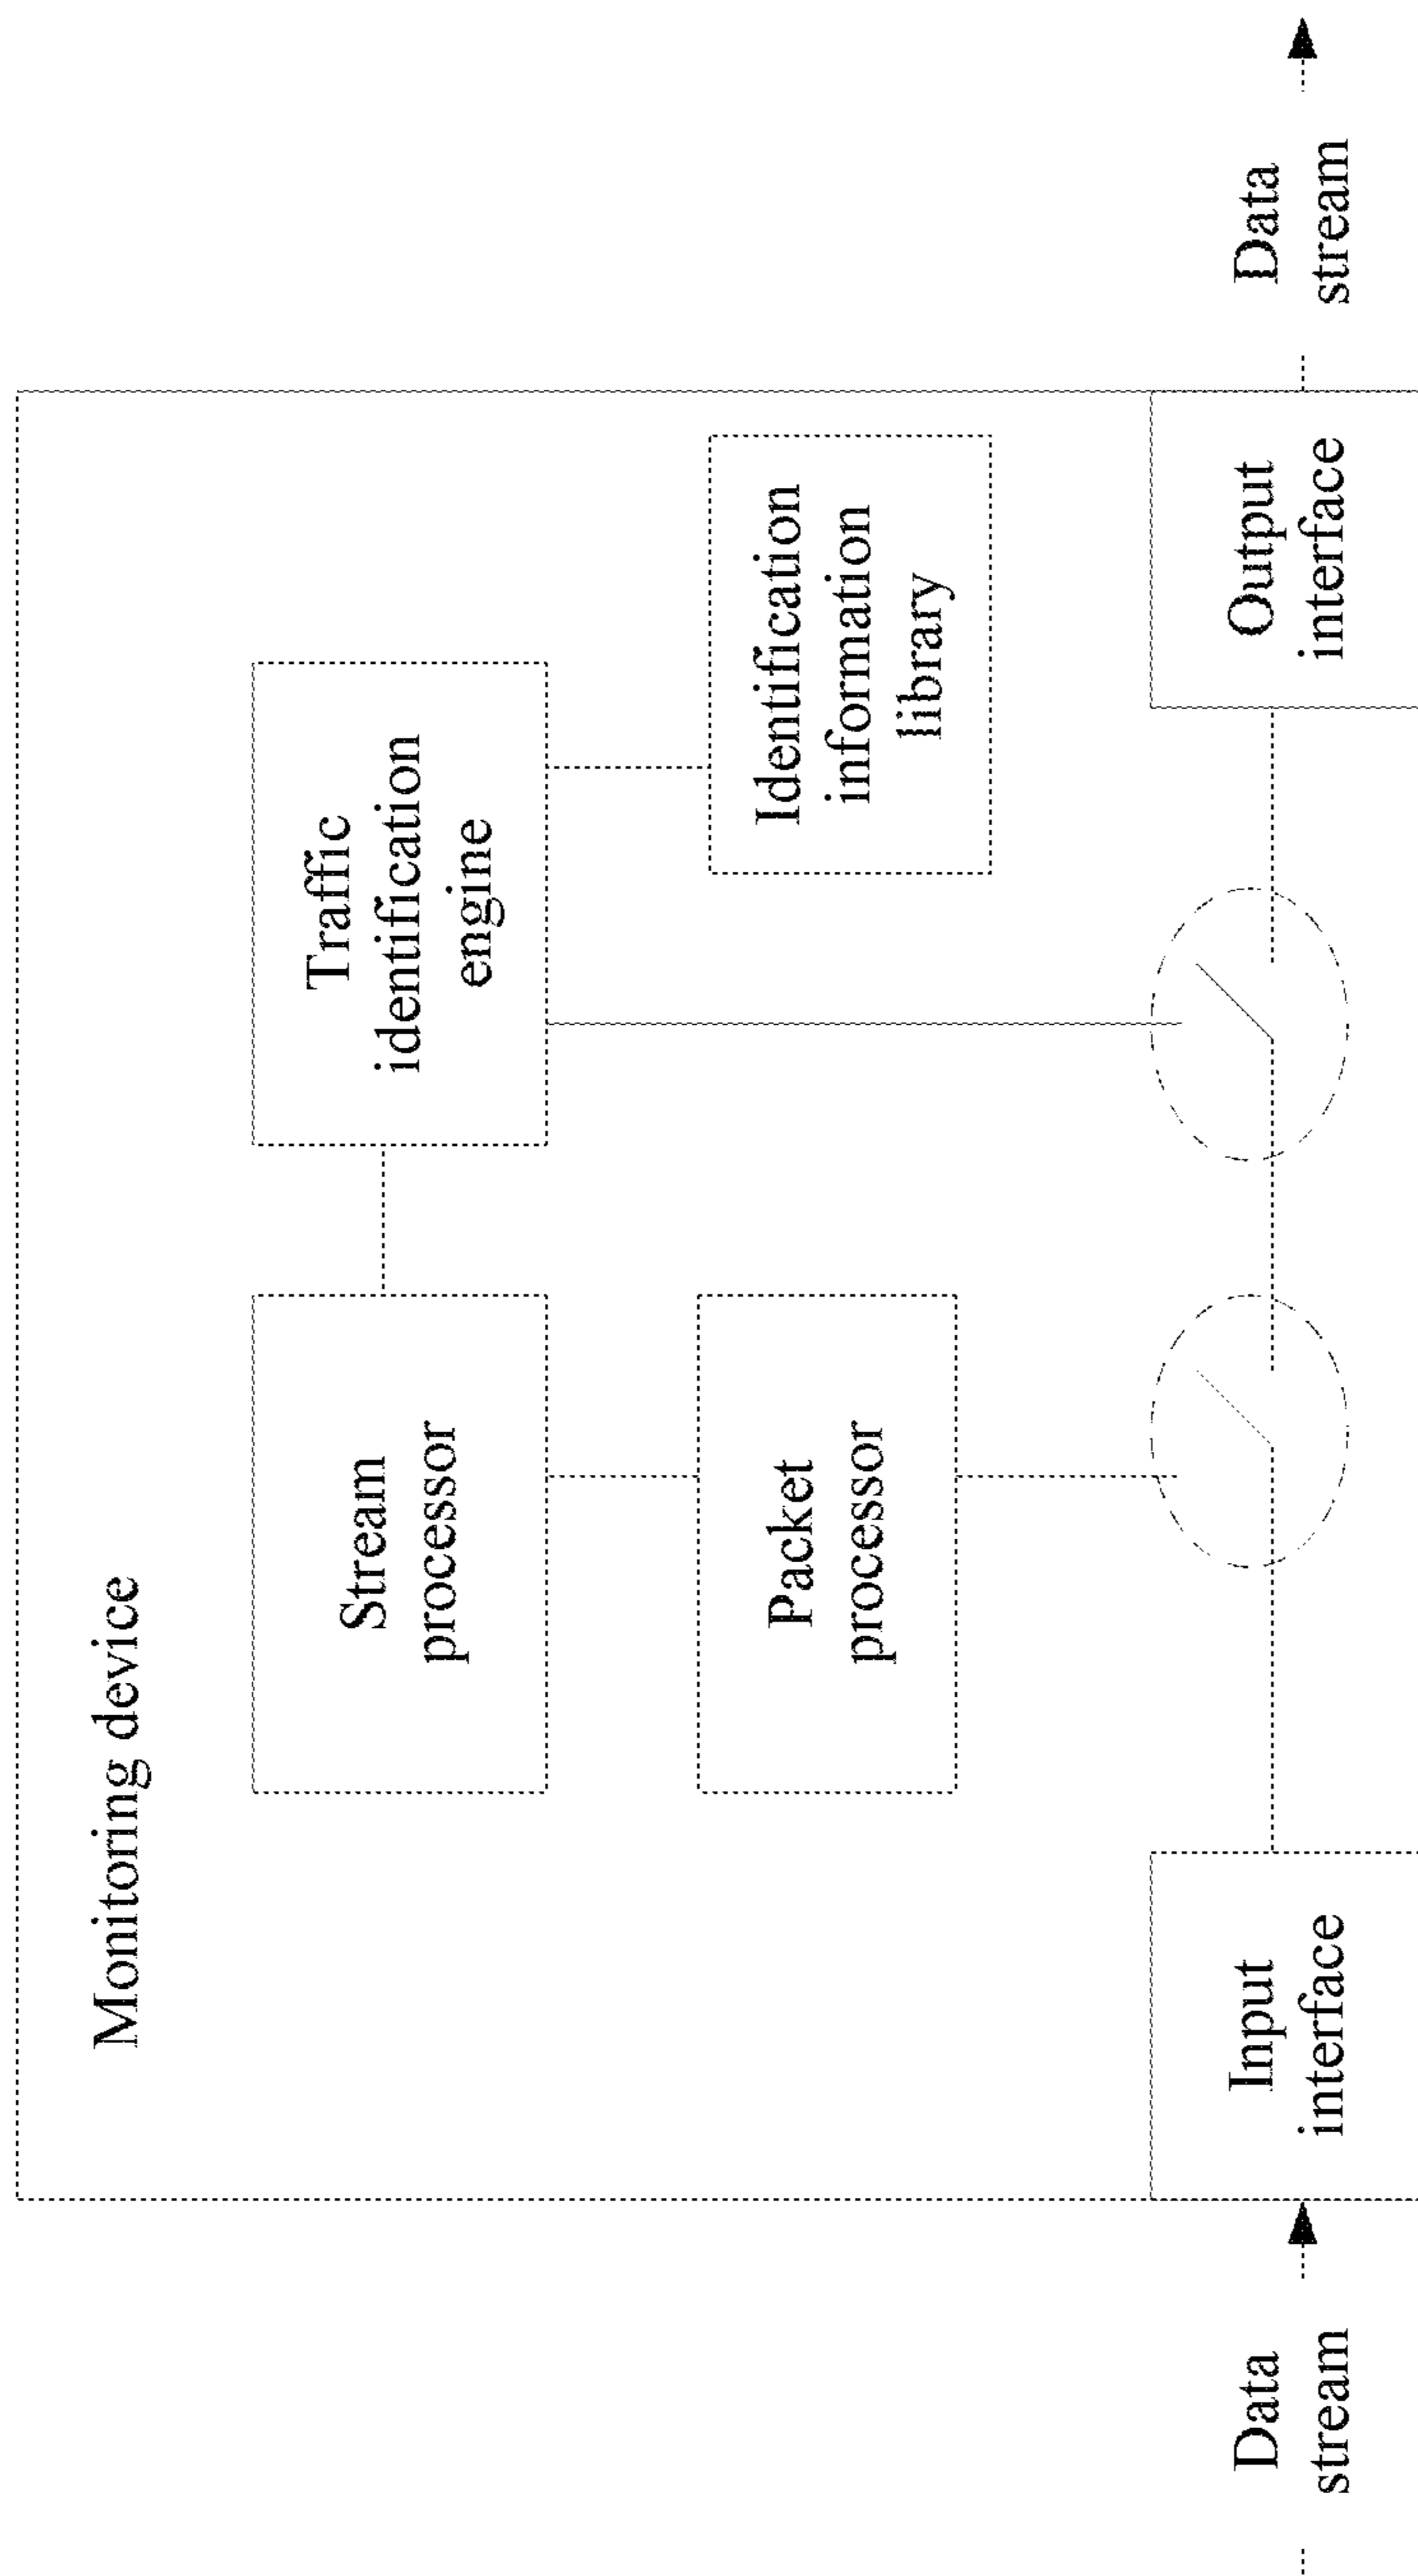 Monitoring device
Stream
processor
Traffic
identification
engine
Packet
processor
Identification
information
library
Data
stream
Input
interface
Output
interface
Data
stream